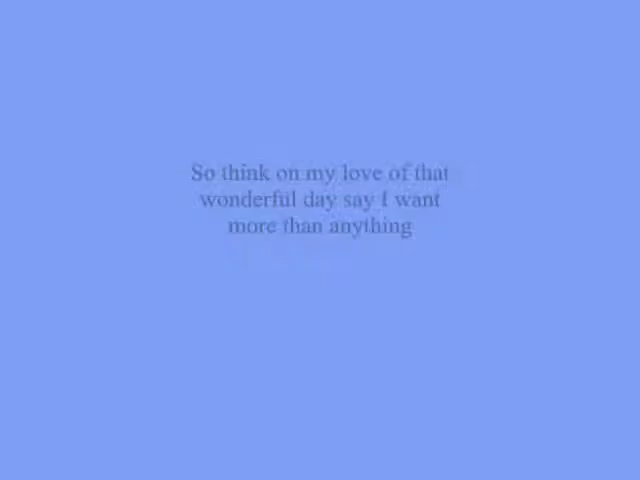 So think on my love of that
wonderful day say I want
more than anything